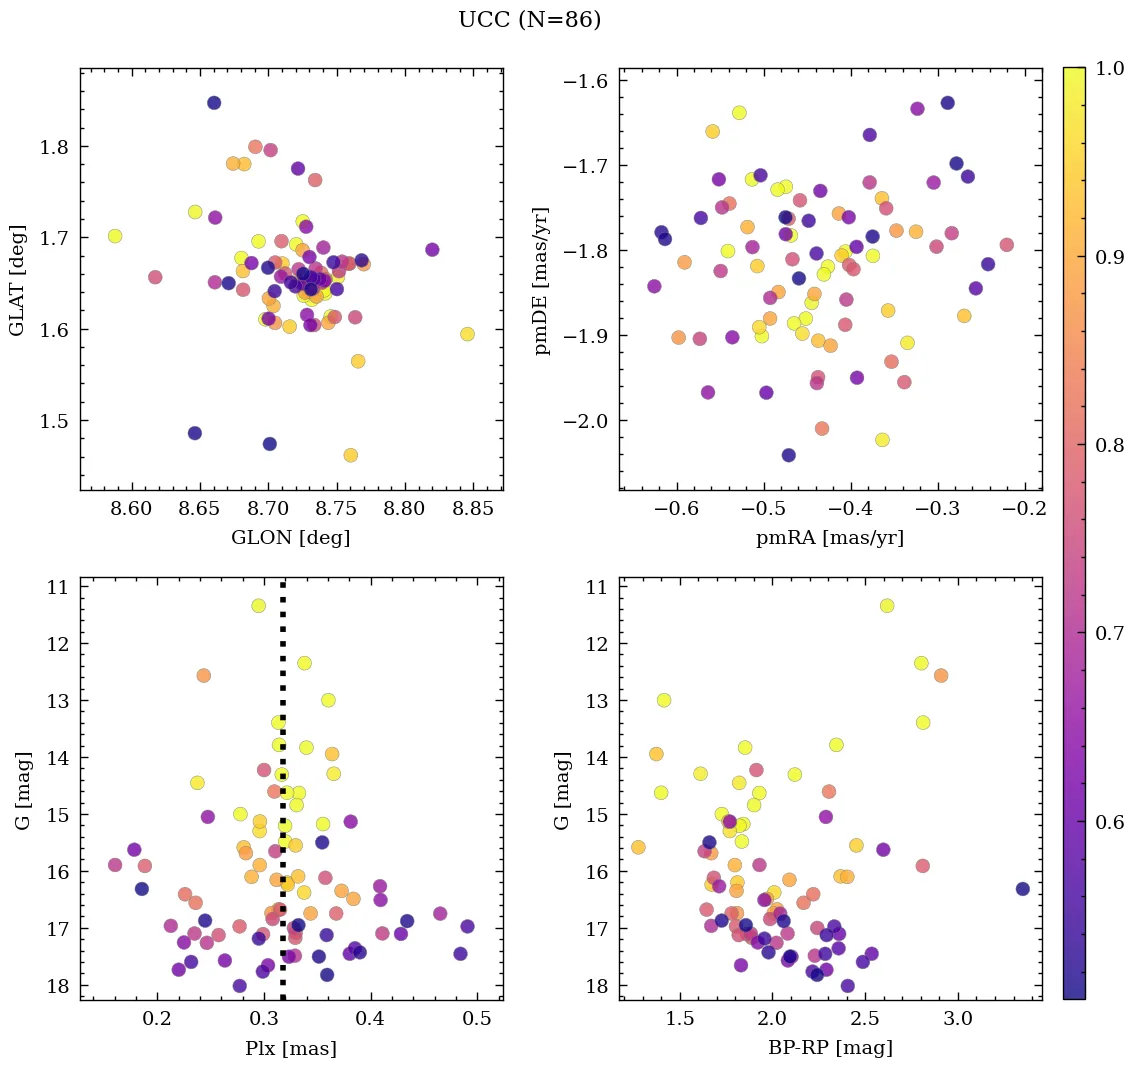 UCC (N=86)
1.8
1.7
1.6
1.5
GLAT [deg]
8.60 8.65 8.70 8.75 8.80 8.85
GLON [deg]
−1.6
−1.7
−1.8
−1.9
−2.0
pmDE [mas/yr]
−0.6 −0.5 −0.4 −0.3 −0.2
pmRA [mas/yr]
11
12
13
14
15
16
17
18
G [mag]
0.2 0.3 0.4 0.5
Plx [mas]
11
12
13
14
15
16
17
18
G [mag]
1.5 2.0 2.5 3.0
BP-RP [mag]
1.0
0.9
0.8
0.7
0.6